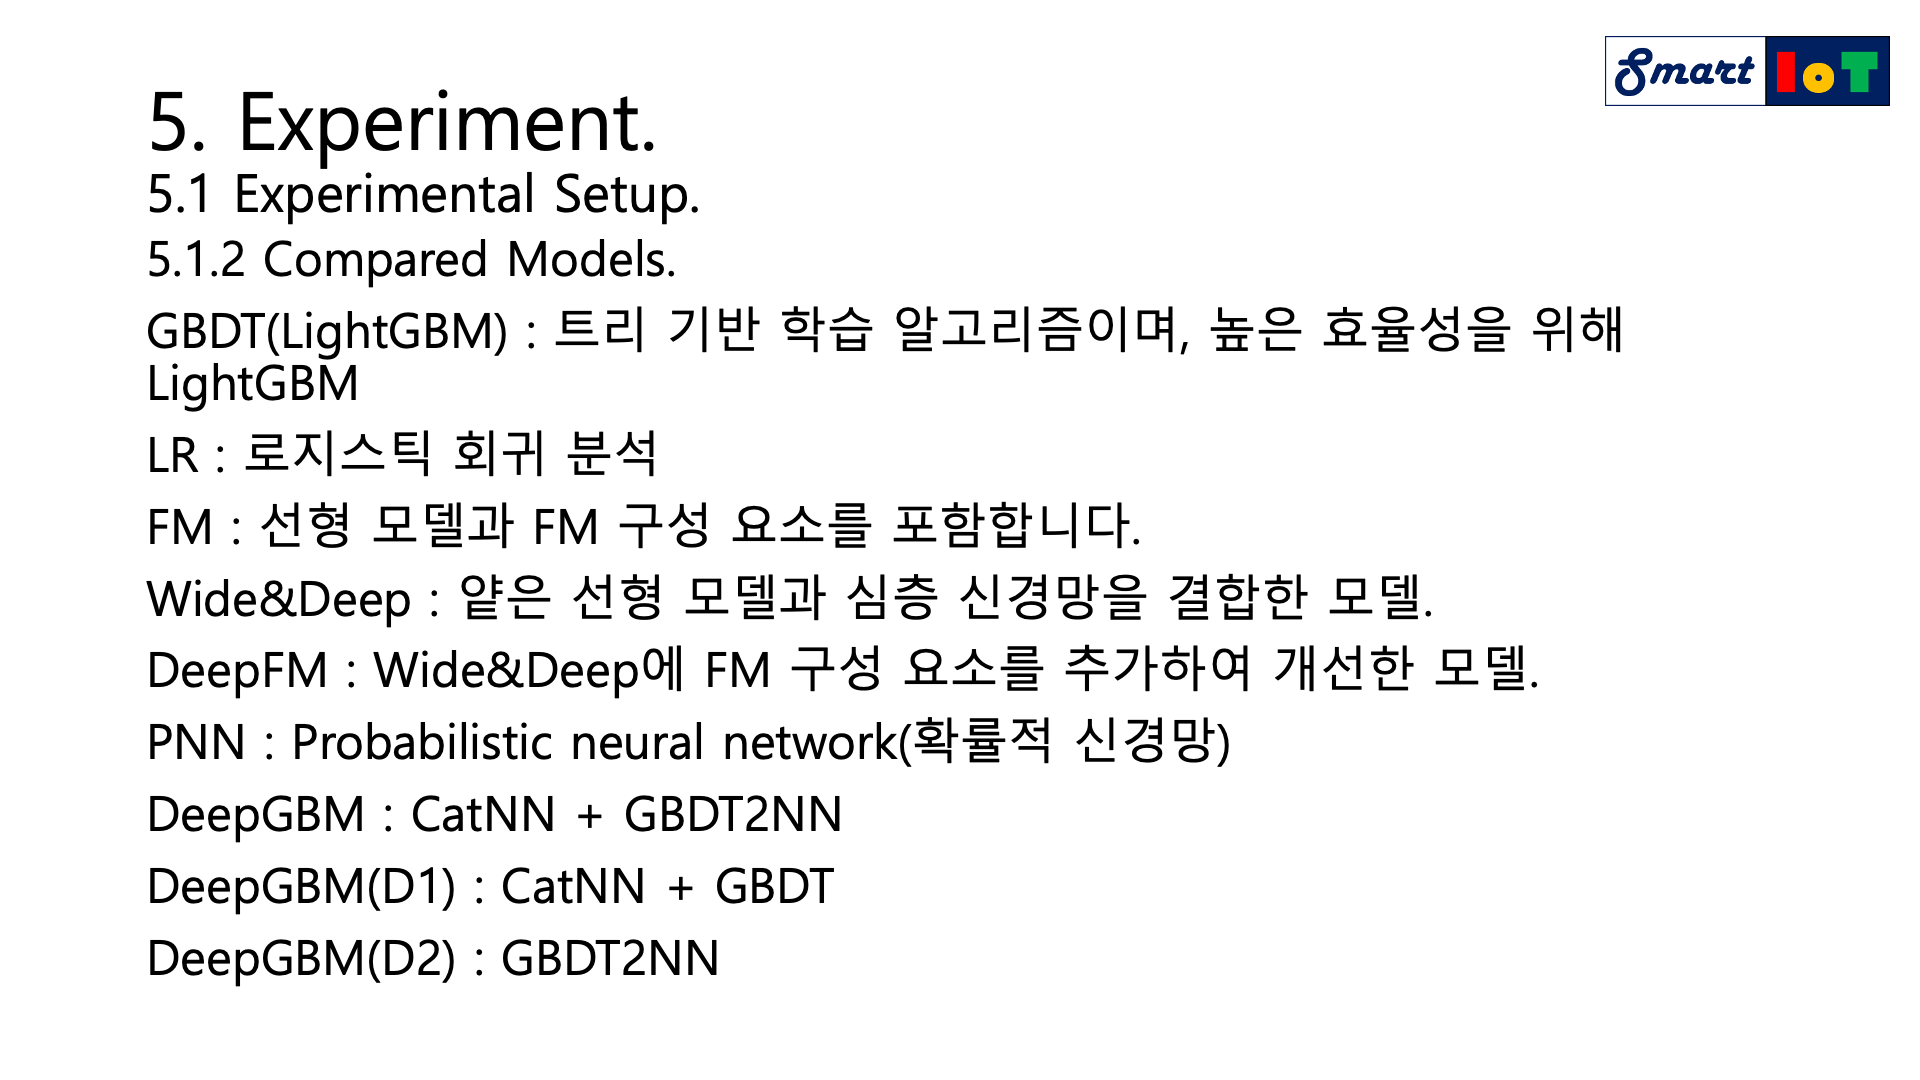 Smart IoT
5. Experiment.
5.1 Experimental Setup.
5.1.2 Compared Models.
GBDT(LightGBM) : 트리 기반 학습 알고리즘이며, 높은 효율성을 위해
LightGBM
LR : 로지스틱 회귀 분석
FM : 선형 모델과 FM 구성 요소를 포함합니다.
Wide&Deep : 얕은 선형 모델과 심층 신경망을 결합한 모델.
DeepFM : Wide&Deep에 FM 구성 요소를 추가하여 개선한 모델.
PNN : Probabilistic neural network(확률적 신경망)
DeepGBM : CatNN + GBDT2NN
DeepGBM(D1) : CatNN + GBDT
DeepGBM(D2) : GBDT2NN